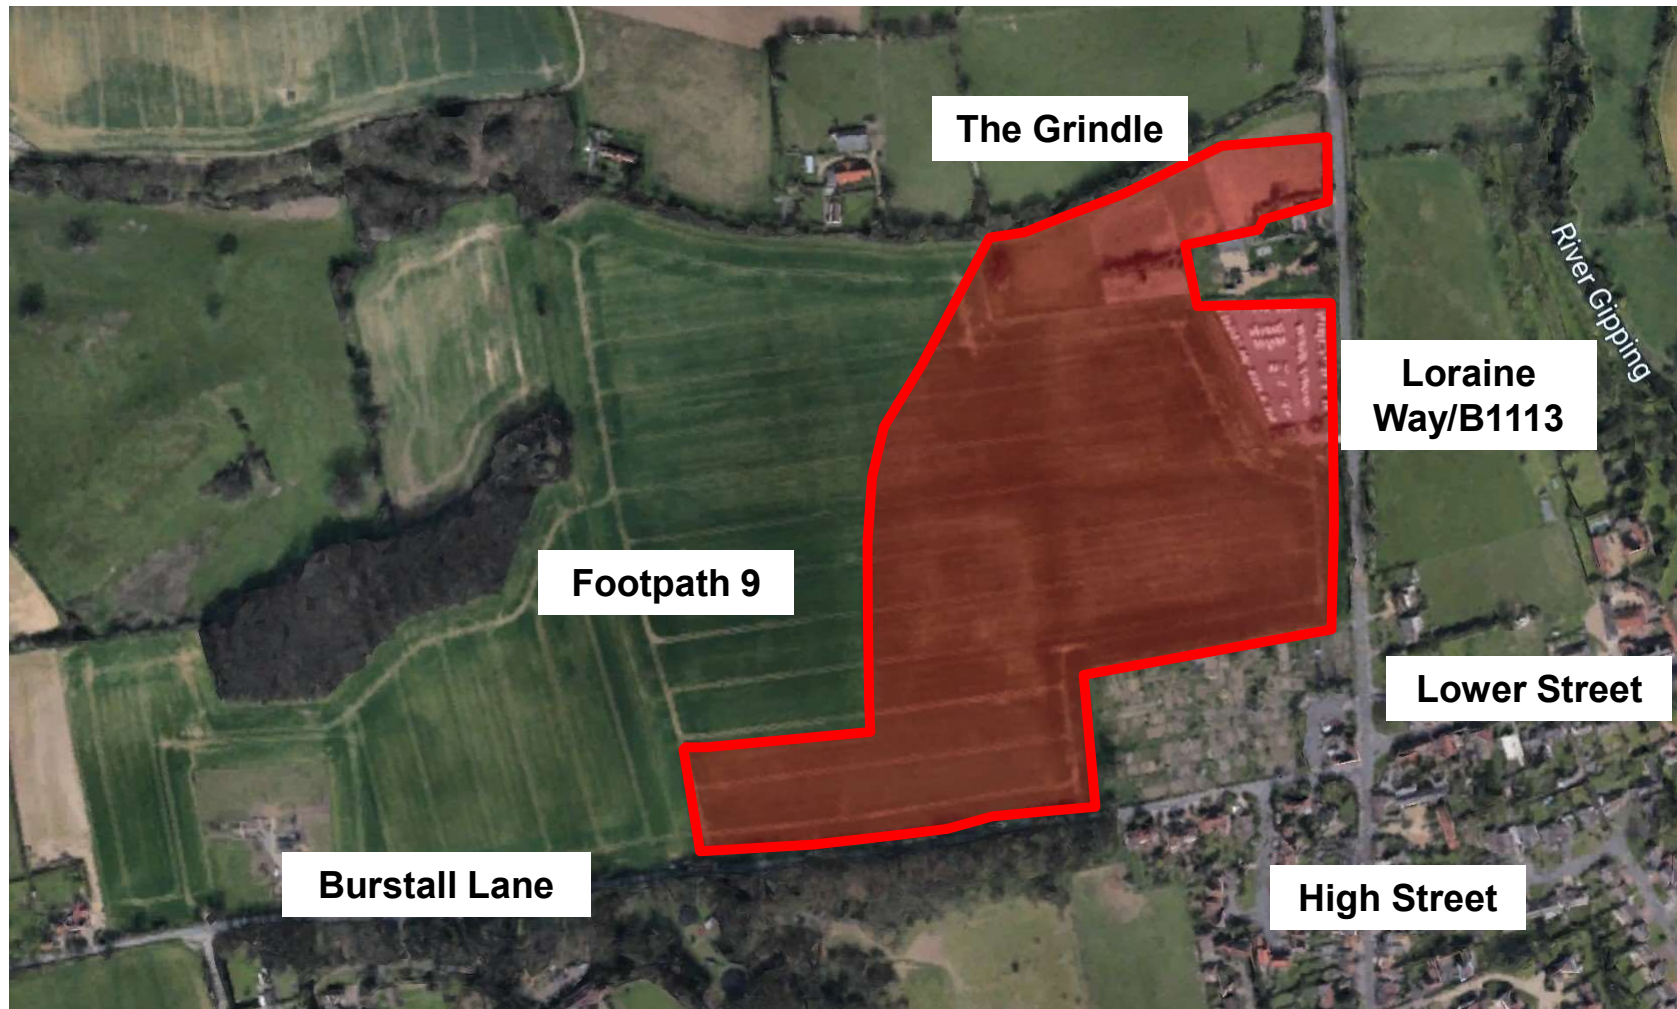 The Grindle
River Gipping
Loraine
Way/B1113
Footpath 9
Lower Street
Burstall Lane
High Street